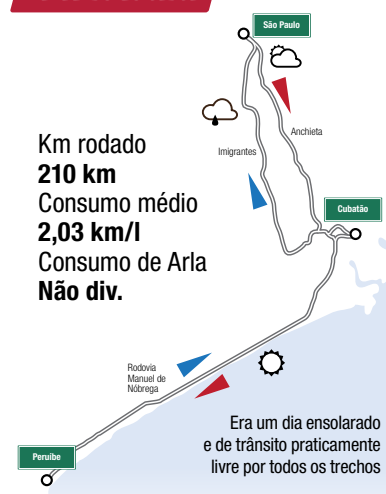 São Paulo
Anchieta
Imigrantes
Km rodado
210 km
Consumo médio
2,03 km/l
Consumo de Arla
Não div.
Cubatão
Rodovia
Manuel de
Nóbrega
Era um dia ensolarado
e de trânsito praticamente
livre por todos os trechos
Peruíbe